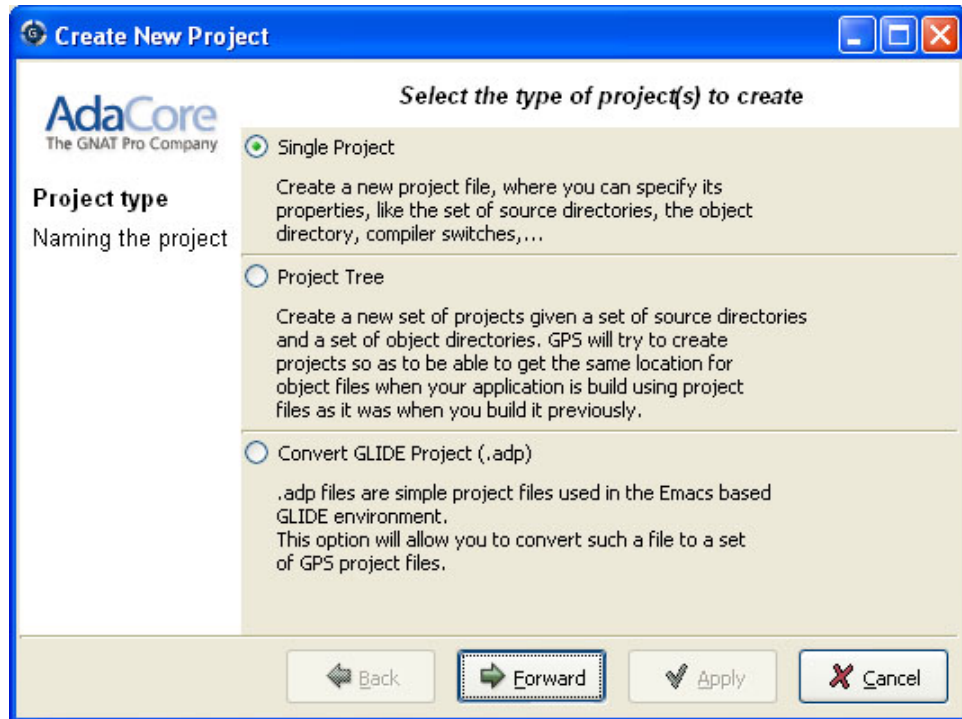 Create New Project
AdaCore
The GNAT Pro Company
Project type
Naming the project
Select the type of project(s) to create
Single Project
Create a new project file, where you can specify its
properties, like the set of source directories, the object
directory, compiler switches,...
Project Tree
Create a new set of projects given a set of source directories
and a set of object directories. GPS will try to create
projects so as to be able to get the same location for
object files when your application is build using project
files as it was when you build it previously.
Convert GLIDE Project (.adp)
.adp files are simple project files used in the Emacs based
GLIDE environment.
This option will allow you to convert such a file to a set
of GPS project files.
Back
Forward
Apply
Cancel